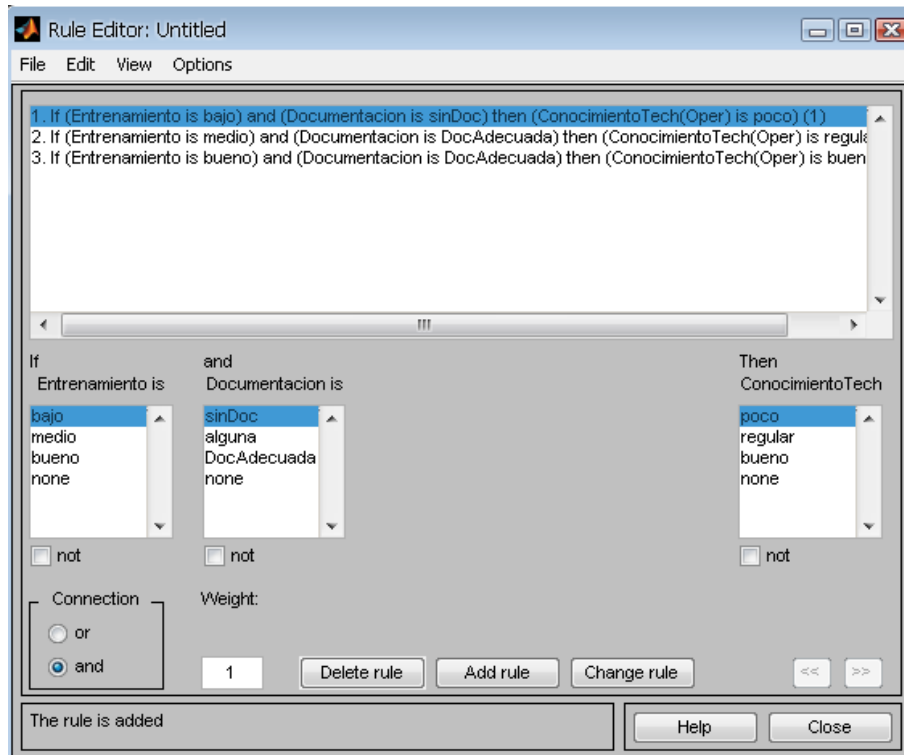 Rule Editor: Untitled
File Edit View Options
1. If (Entrenamiento is bajo) and (Documentacion is sinDoc) then (ConocimientoTech(Oper) is poco) (1)
2. If (Entrenamiento is medio) and (Documentacion is DocAdecuada) then (ConocimientoTech(Oper) is regula
3. If (Entrenamiento is bueno) and (Documentacion is DocAdecuada) then (ConocimientoTech(Oper) is buen
If and Then
Entrenamiento is Documentacion is ConocimientoTech
bajo sinDoc poco
medio alguna regular
bueno DocAdecuada bueno
none none none
not not not
Connection Weight:
or
and 1 Delete rule Add rule Change rule << >>
The rule is added Help Close